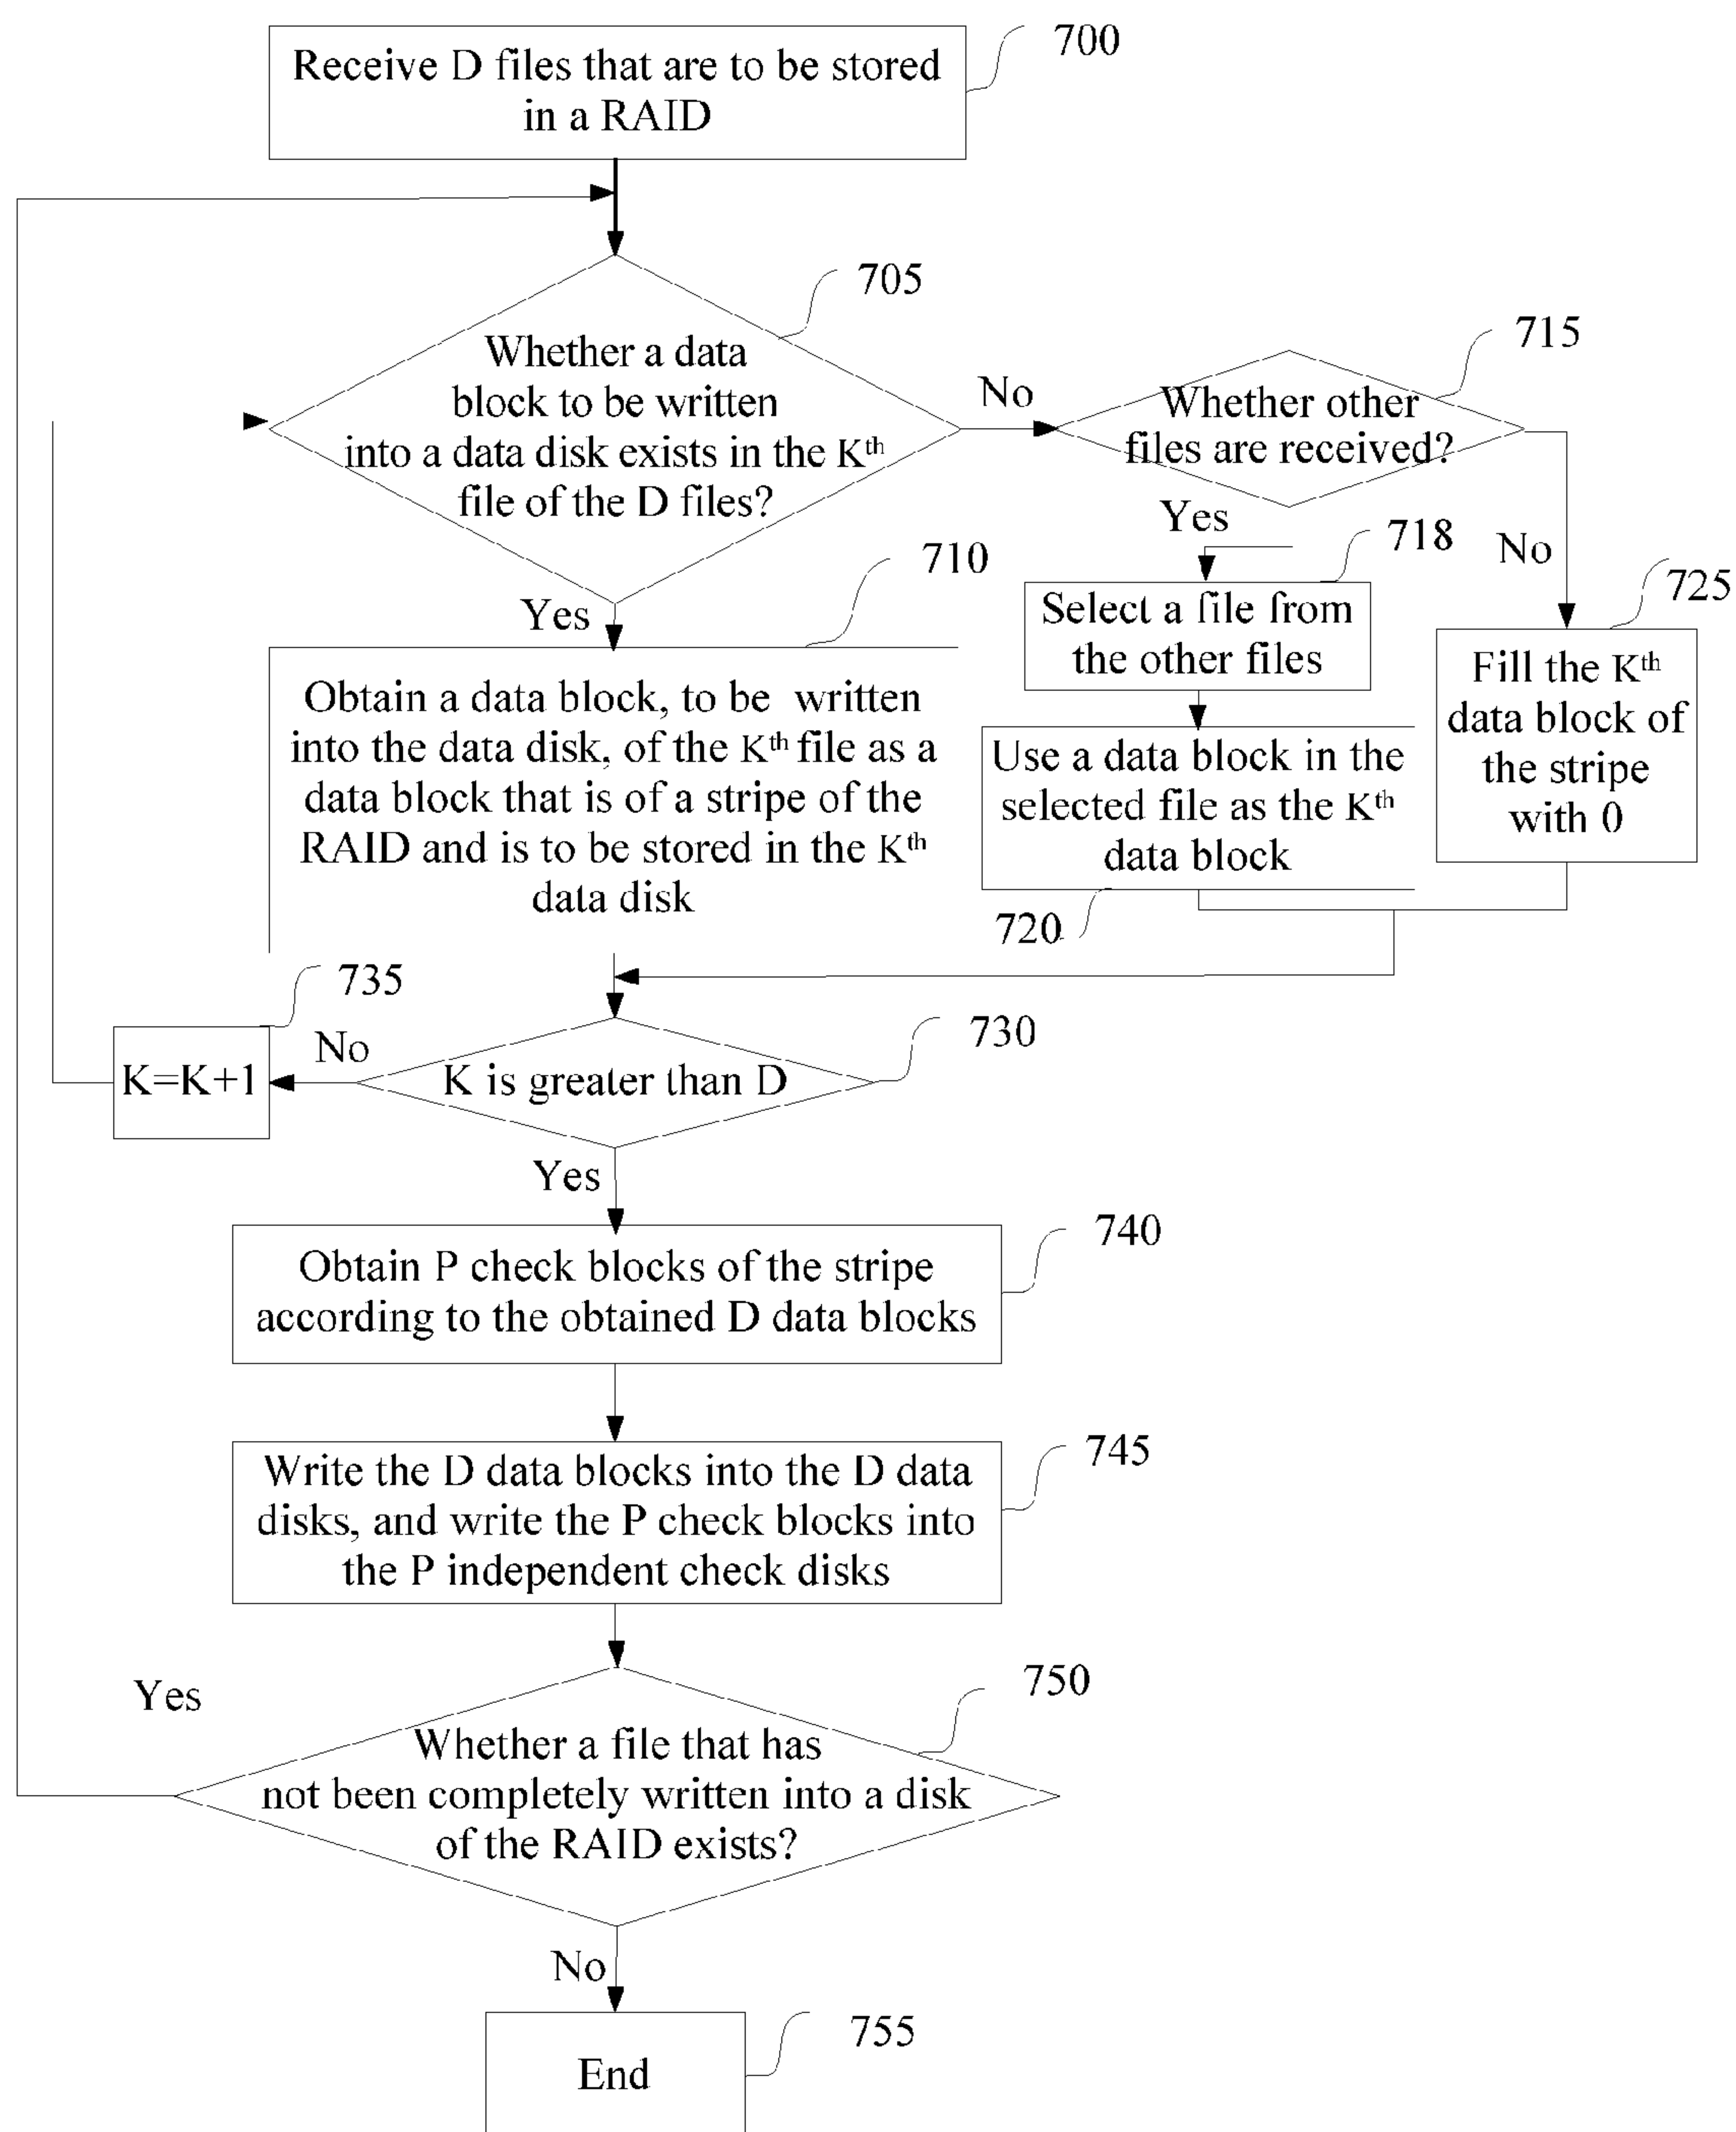 Receive D files that are to be stored
in a RAID
700
Whether a data
block to be written
into a data disk exists in the Kth
file of the D files?
705
No
Whether other
files are received?
715
Yes
718
No
725
Yes
710
Select a file from
the other files
Fill the Kth
data block of
the stripe
with 0
Obtain a data block, to be written
into the data disk, of the Kth file as a
data block that is of a stripe of the
RAID and is to be stored in the Kth
data disk
Use a data block in the
selected file as the Kth
data block
720
735
K=K+1
No
K is greater than D
730
Yes
Obtain P check blocks of the stripe
according to the obtained D data blocks
740
Write the D data blocks into the D data
disks, and write the P check blocks into
the P independent check disks
745
Yes
Whether a file that has
not been completely written into a disk
of the RAID exists?
750
No
End
755